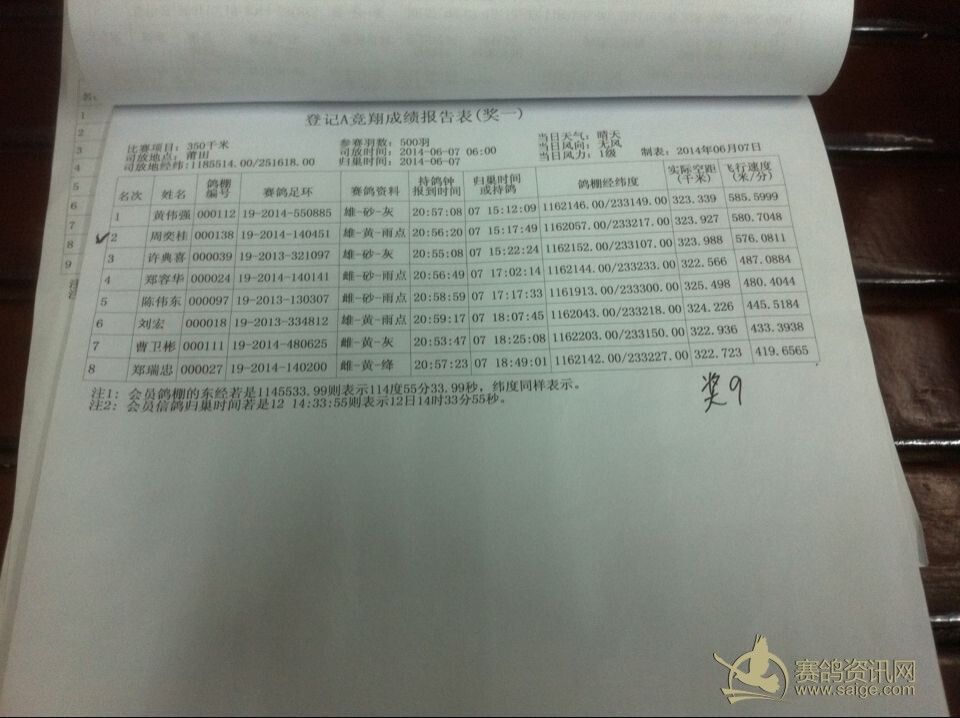 登记A竞翔成绩报告表(奖一)
比赛项目：350千米 参赛羽数：500羽 当日天气：晴天
司放地点：莆田 司放时间：2014-06-07 06:00 当日风向：无风
司放地经纬:1185514.00/251618.00 归巢时间：2014-06-07 当日风力：1级 制表：2014年06月07日
名次 姓名 鸽棚编号 赛鸽足环 赛鸽资料 持鸽钟报到时间 归巢时间或持鸽 鸽棚经纬度 实际空距(千米) 飞行速度(米/分)
1 黄伟强 000112 19-2014-550885 雄-砂-灰 20:57:08 07 15:12:09 1162146.00/233149.00 323.339 585.5999
2 周奕桂 000138 19-2014-140451 雄-黄-雨点 20:56:20 07 15:17:49 1162057.00/233217.00 323.927 580.7048
3 许典喜 000039 19-2013-321097 雌-砂-灰 20:55:08 07 15:22:24 1162152.00/233107.00 323.988 576.0811
4 郑容华 000024 19-2014-140141 雌-砂-雨点 20:56:49 07 17:02:14 1162144.00/233233.00 322.566 487.0884
5 陈伟东 000097 19-2013-130307 雌-砂-雨点 20:58:59 07 17:17:33 1161913.00/233300.00 325.498 480.4044
6 刘宏 000018 19-2013-334812 雄-黄-雨点 20:59:17 07 18:07:45 1162043.00/233218.00 324.226 445.5184
7 曹卫彬 000111 19-2014-480625 雌-黄-灰 20:53:47 07 18:25:08 1162203.00/233150.00 322.936 433.3938
8 郑瑞忠 000027 19-2014-140200 雌-黄-绛 20:57:23 07 18:49:01 1162142.00/233227.00 322.723 419.6565
注1：会员鸽棚的东经若是1145533.99则表示114度55分33.99秒，纬度同样表示。
注2：会员信鸽归巢时间若是12 14:33:55则表示12日14时33分55秒。
奖9
赛鸽资讯网
www.saige.com